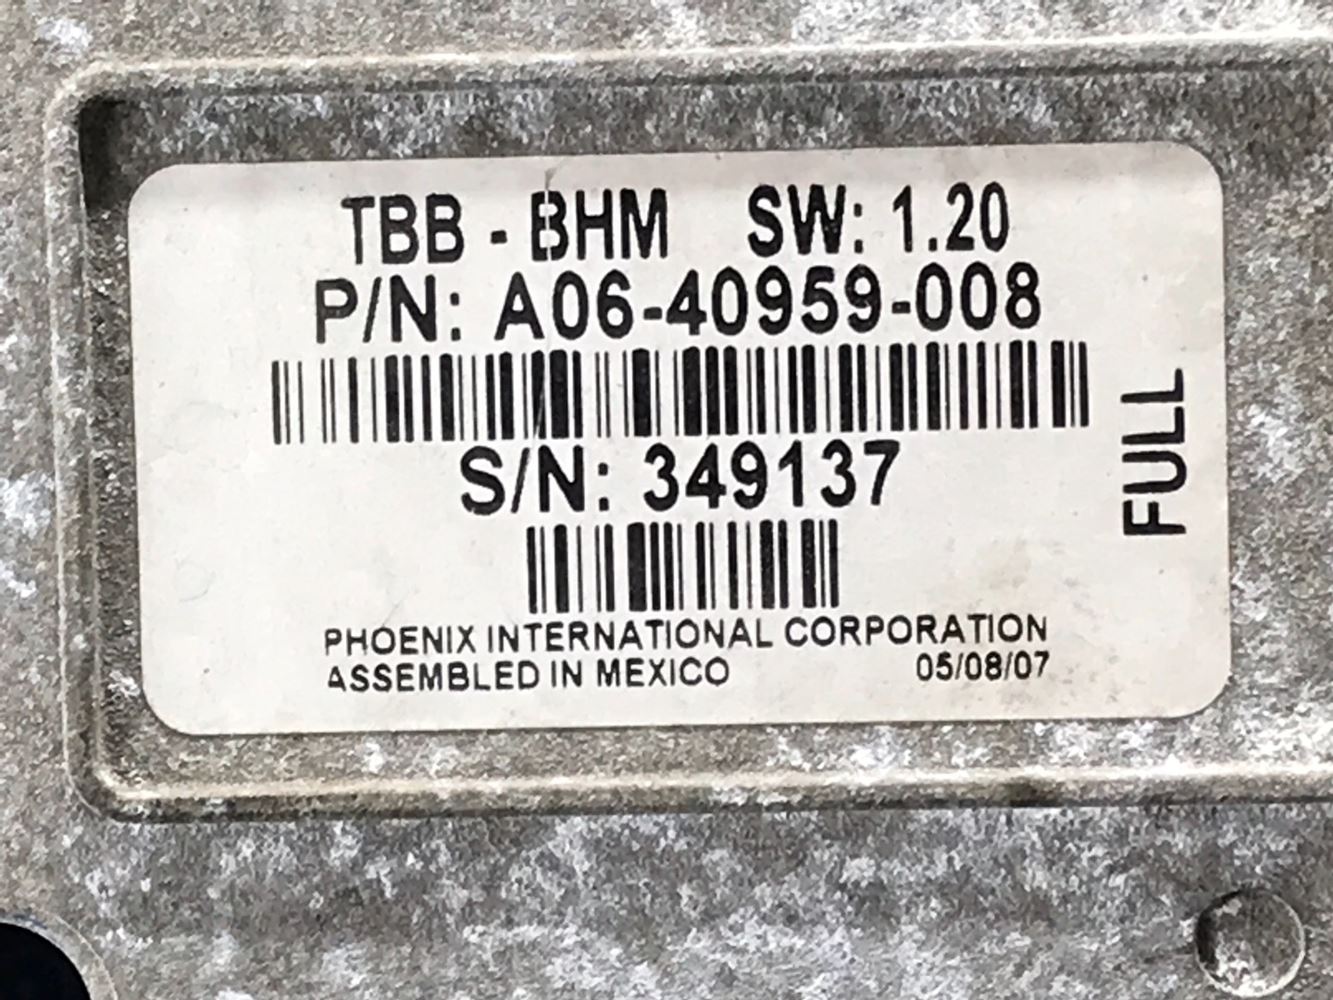 TBB - BHM SW: 1.20
P/N: A06-40959-008
S/N: 349137
FULL
PHOENIX INTERNATIONAL CORPORATION
ASSEMBLED IN MEXICO 05/08/07